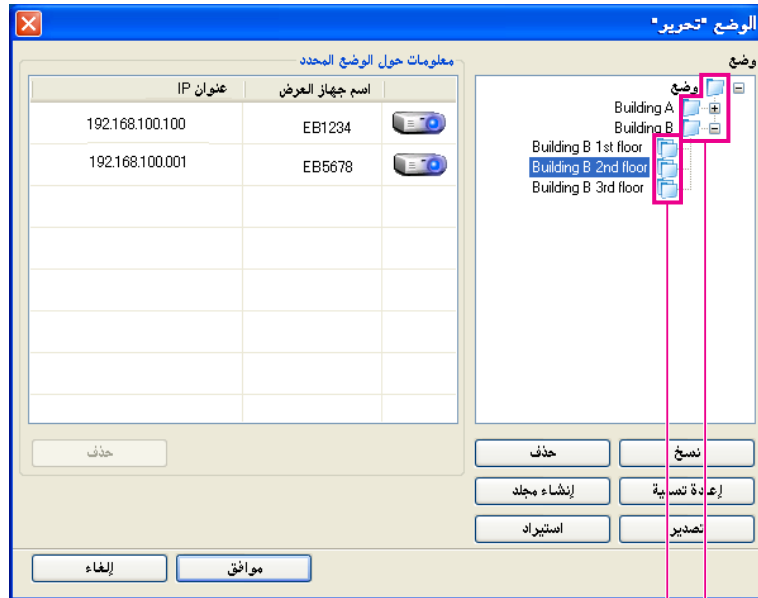 الوضع "تحرير"
وضع
وضع
Building A
Building B
Building B 1st floor
Building B 2nd floor
Building B 3rd floor
معلومات حول الوضع المحدد
اسم جهاز العرض عنوان IP
EB1234 192.168.100.100
EB5678 192.168.100.001
نسخ حذف
إعادة تسمية إنشاء مجلد
تصدير استيراد
حذف
موافق إلغاء